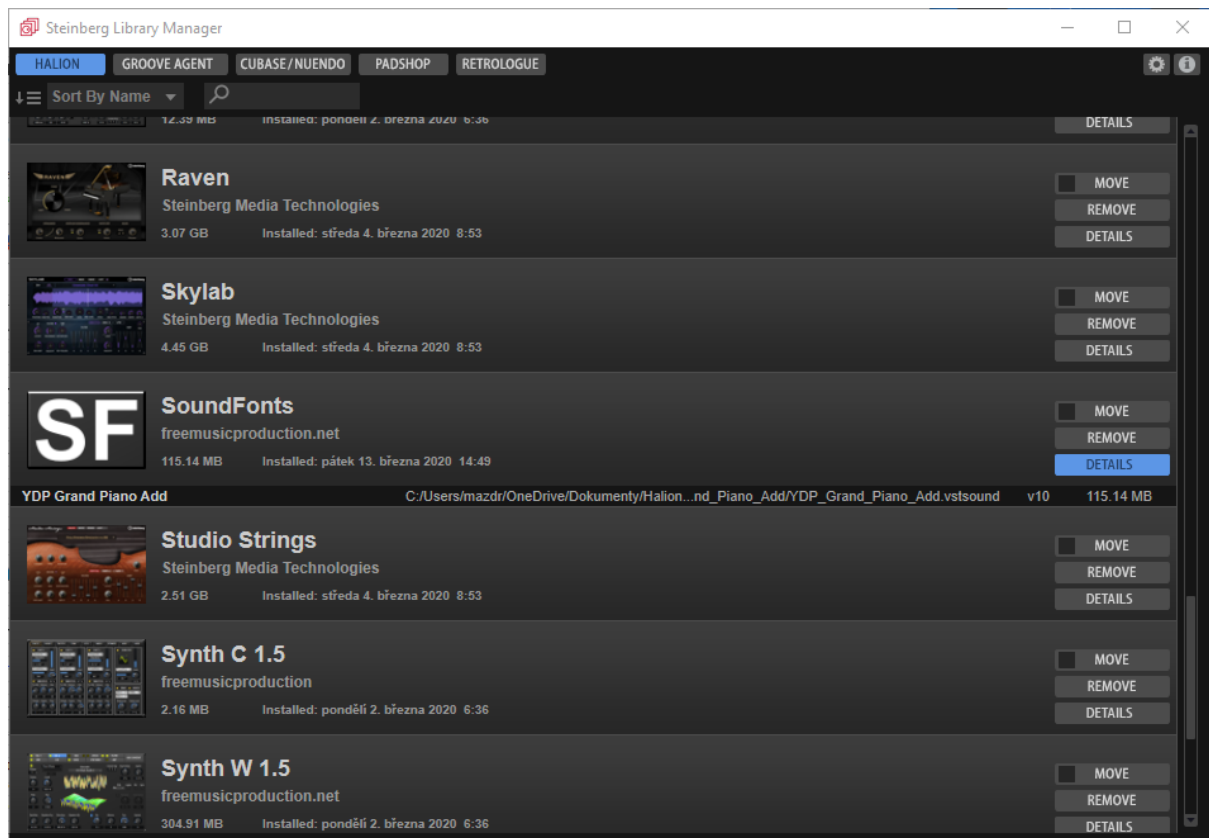 Steinberg Library Manager
HALION GROOVE AGENT CUBASE/NUENDO PADSHOP RETROLOGUE
Sort By Name
12.39 MB Installed: pondělí 2. března 2020 6:36
DETAILS
Raven
Steinberg Media Technologies
3.07 GB Installed: středa 4. března 2020 8:53
MOVE
REMOVE
DETAILS
Skylab
Steinberg Media Technologies
4.45 GB Installed: středa 4. března 2020 8:53
MOVE
REMOVE
DETAILS
SF
SoundFonts
freemusicproduction.net
115.14 MB Installed: pátek 13. března 2020 14:49
MOVE
REMOVE
DETAILS
YDP Grand Piano Add C:/Users/mazdr/OneDrive/Dokumenty/Halion...nd_Piano_Add/YDP_Grand_Piano_Add.vstsound v10 115.14 MB
Studio Strings
Steinberg Media Technologies
2.51 GB Installed: středa 4. března 2020 8:53
MOVE
REMOVE
DETAILS
Synth C 1.5
freemusicproduction
2.16 MB Installed: pondělí 2. března 2020 6:36
MOVE
REMOVE
DETAILS
Synth W 1.5
freemusicproduction.net
304.91 MB Installed: pondělí 2. března 2020 6:36
MOVE
REMOVE
DETAILS